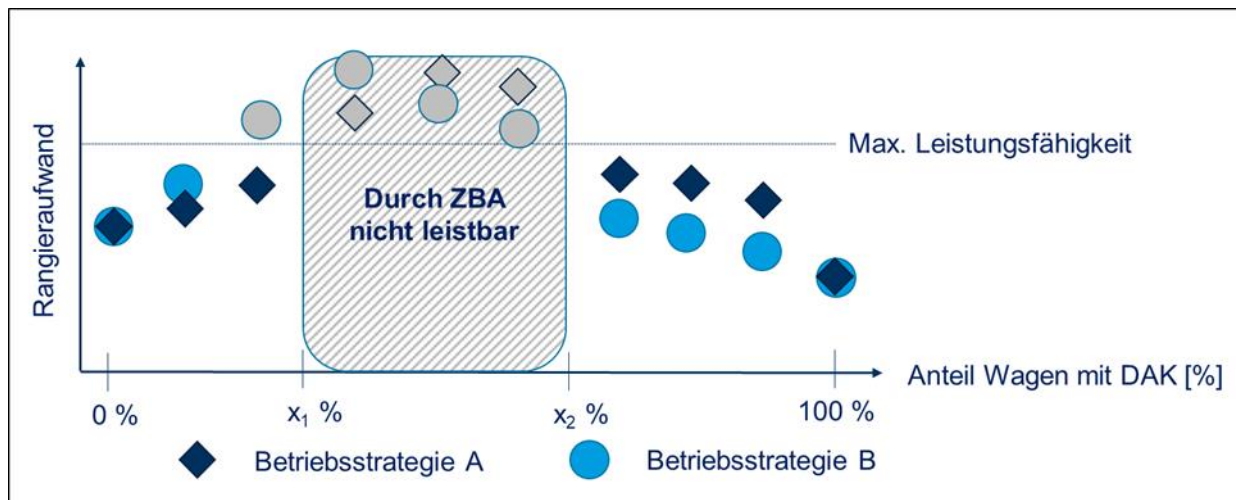 Rangieraufwand
Max. Leistungsfähigkeit
Durch ZBA
nicht leistbar
Anteil Wagen mit DAK [%]
0 %
x₁ %
x₂ %
100 %
Betriebsstrategie A
Betriebsstrategie B